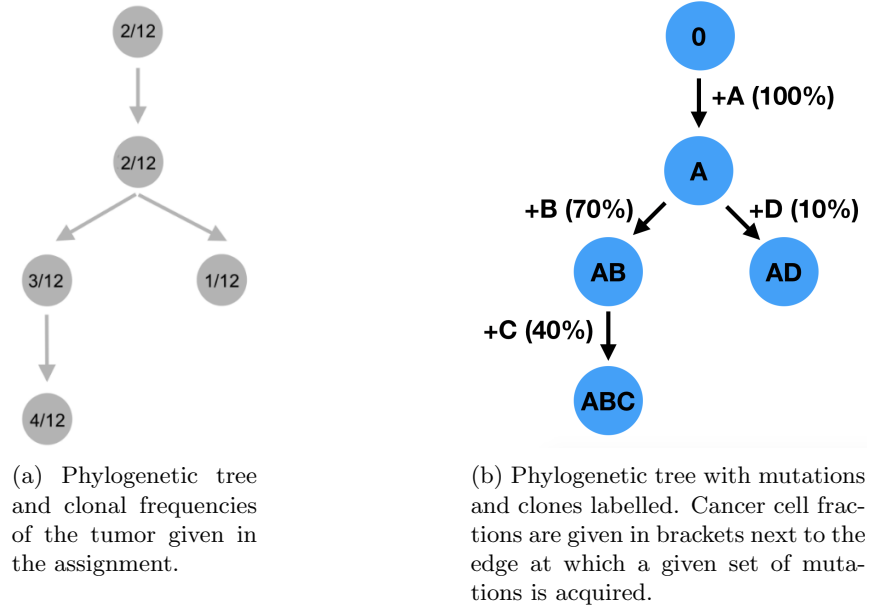 2/12
2/12
3/12
1/12
4/12
(a) Phylogenetic tree
and clonal frequencies
of the tumor given in
the assignment.
0
+A (100%)
A
+B (70%)
+D (10%)
AB
AD
+C (40%)
ABC
(b) Phylogenetic tree with mutations
and clones labelled. Cancer cell frac-
tions are given in brackets next to the
edge at which a given set of muta-
tions is acquired.